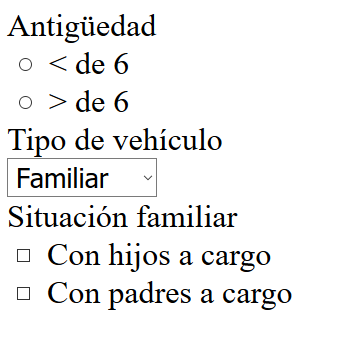 Antigüedad
< de 6
> de 6
Tipo de vehículo
Familiar
Situación familiar
Con hijos a cargo
Con padres a cargo